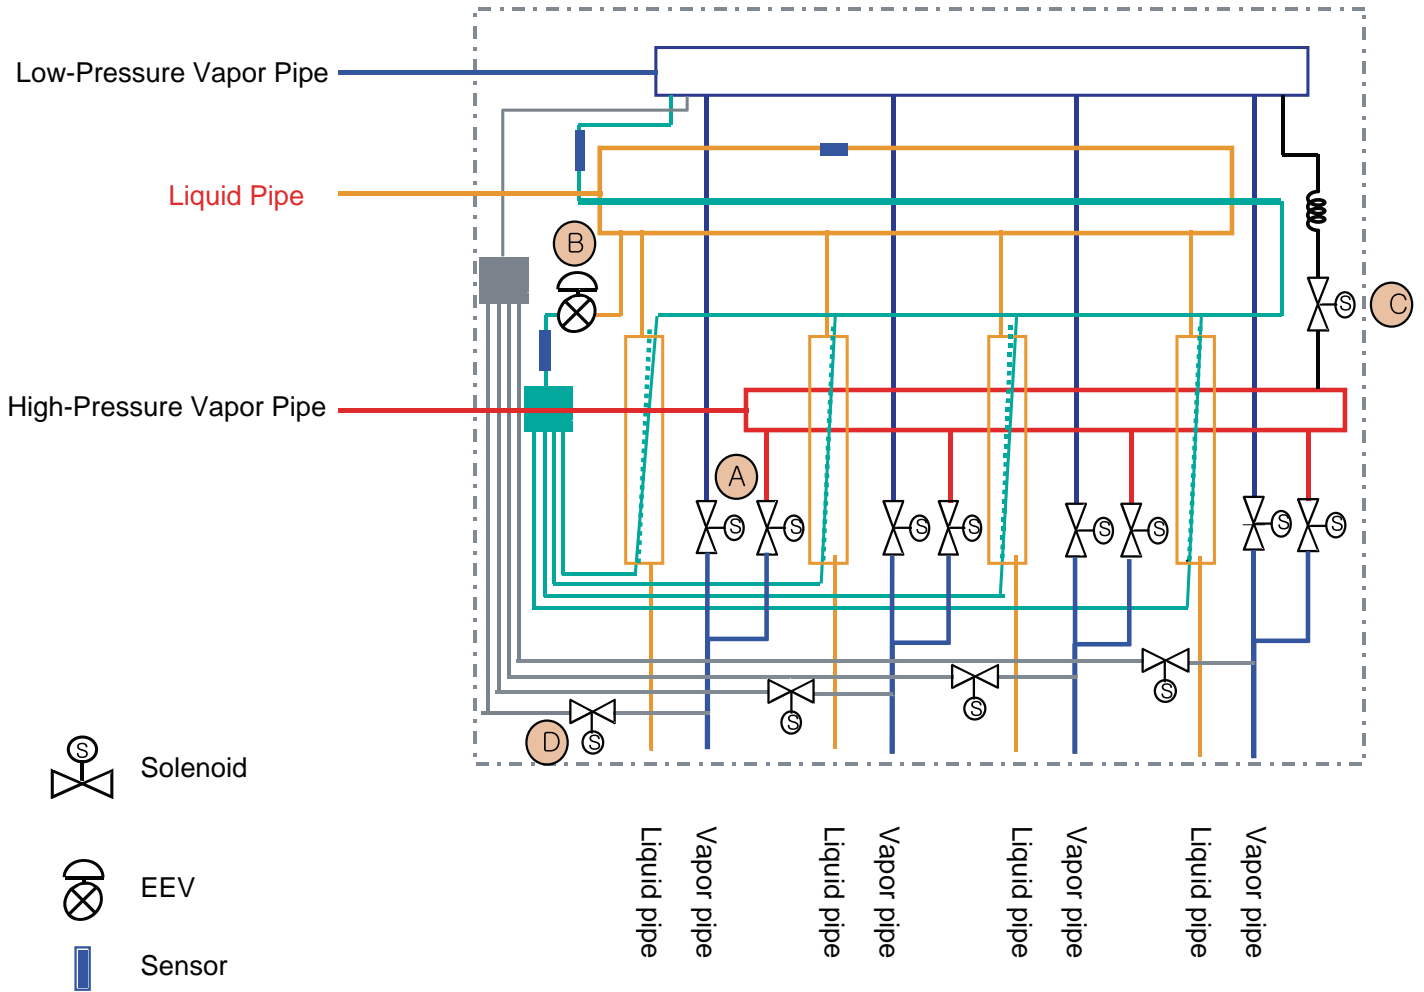 Low-Pressure Vapor Pipe
Liquid Pipe
B
S
C
High-Pressure Vapor Pipe
A
S
S
S
S
S
S
S
S
S
S
S
D
S
S
Solenoid
EEV
Sensor
Liquid pipe
Vapor pipe
Liquid pipe
Vapor pipe
Liquid pipe
Vapor pipe
Liquid pipe
Vapor pipe